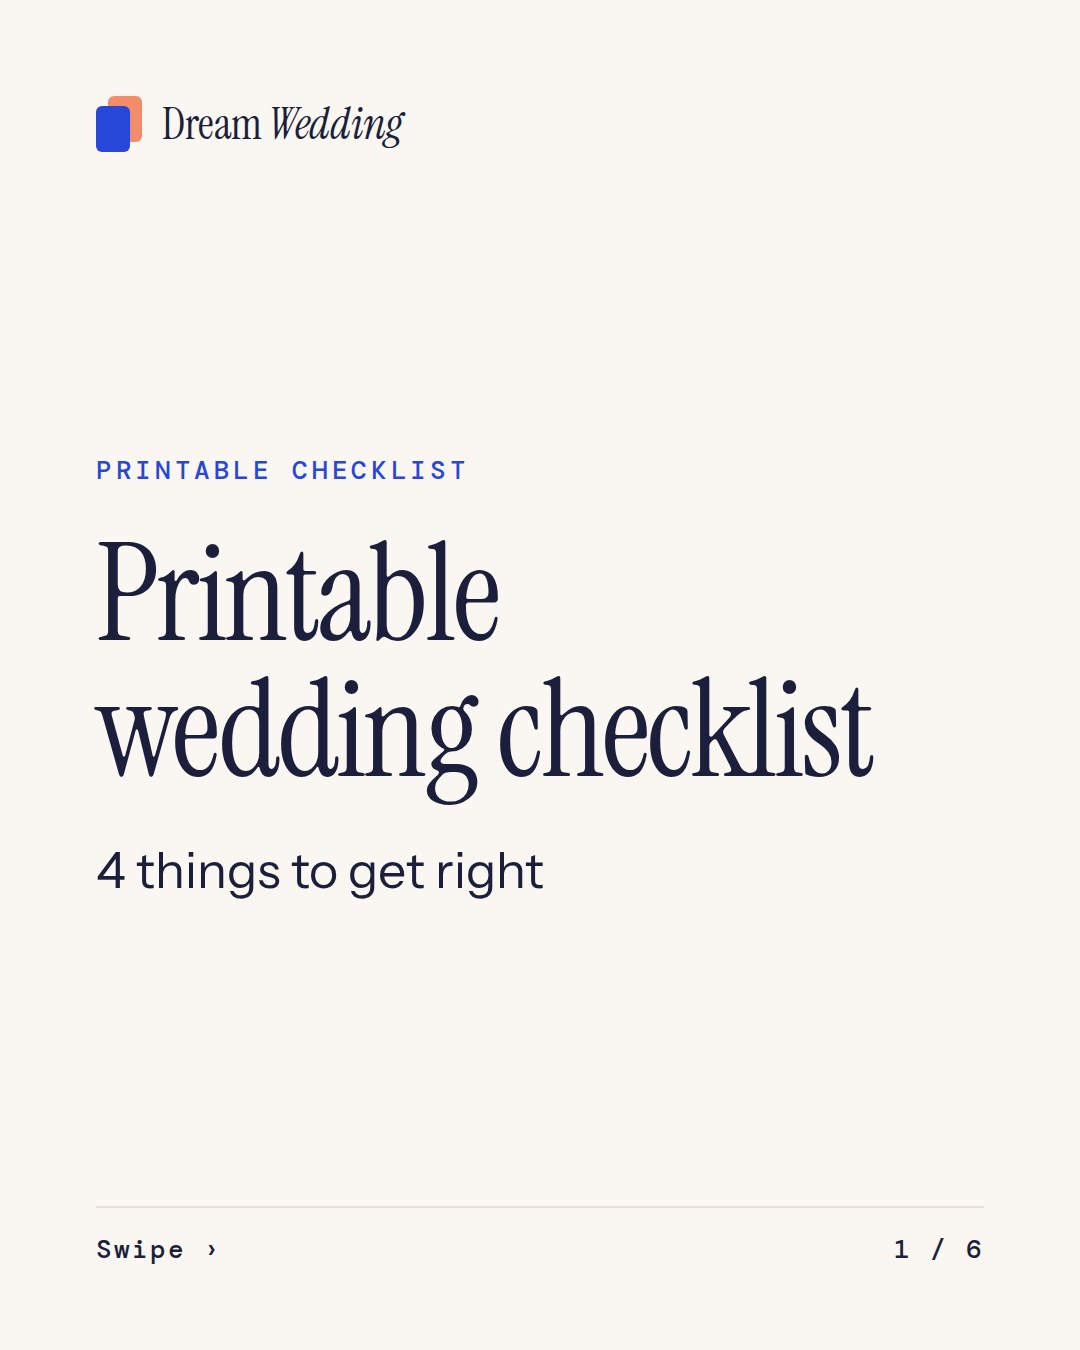 Dream Wedding
PRINTABLE CHECKLIST
Printable
wedding checklist
4 things to get right
Swipe ›
1 / 6